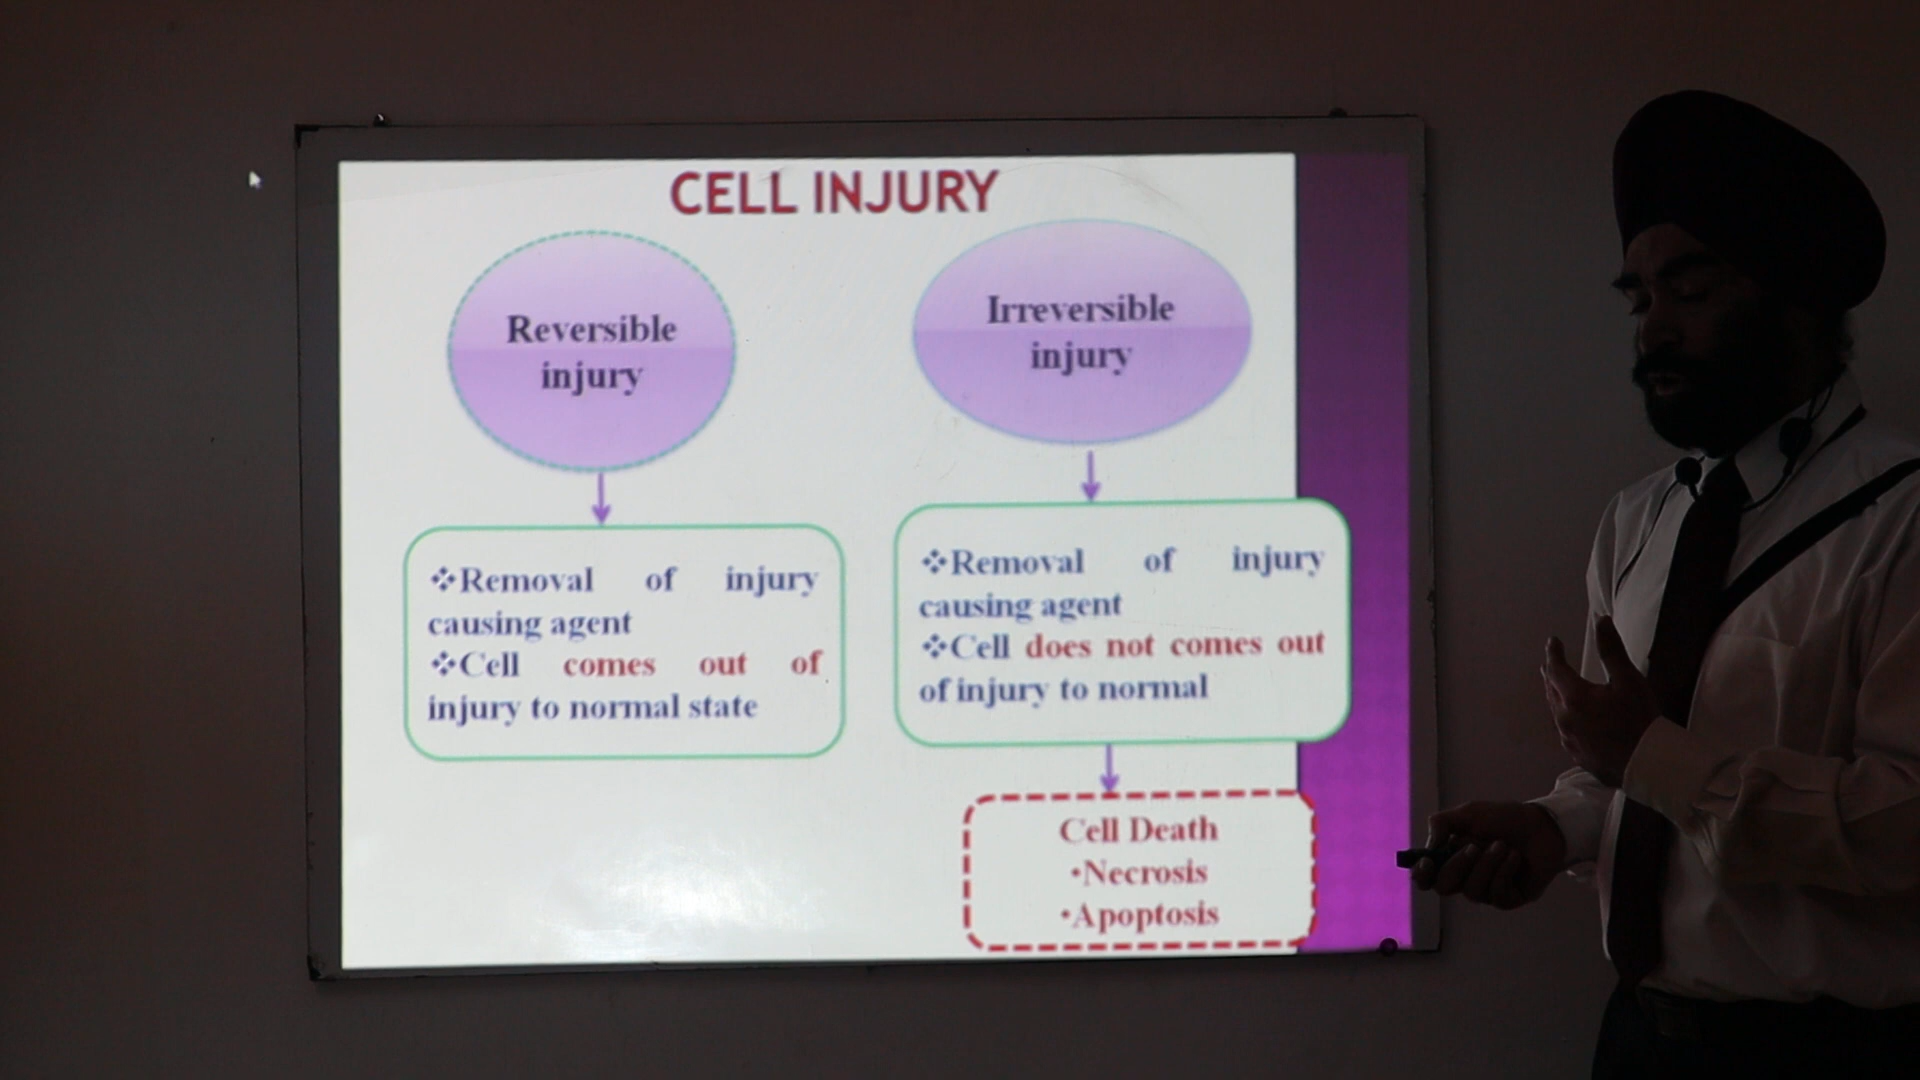 CELL INJURY
Reversible
injury
Irreversible
injury
❖Removal of injury
causing agent
❖Cell comes out of
injury to normal state
❖Removal of injury
causing agent
❖Cell does not comes out
of injury to normal
Cell Death
•Necrosis
•Apoptosis